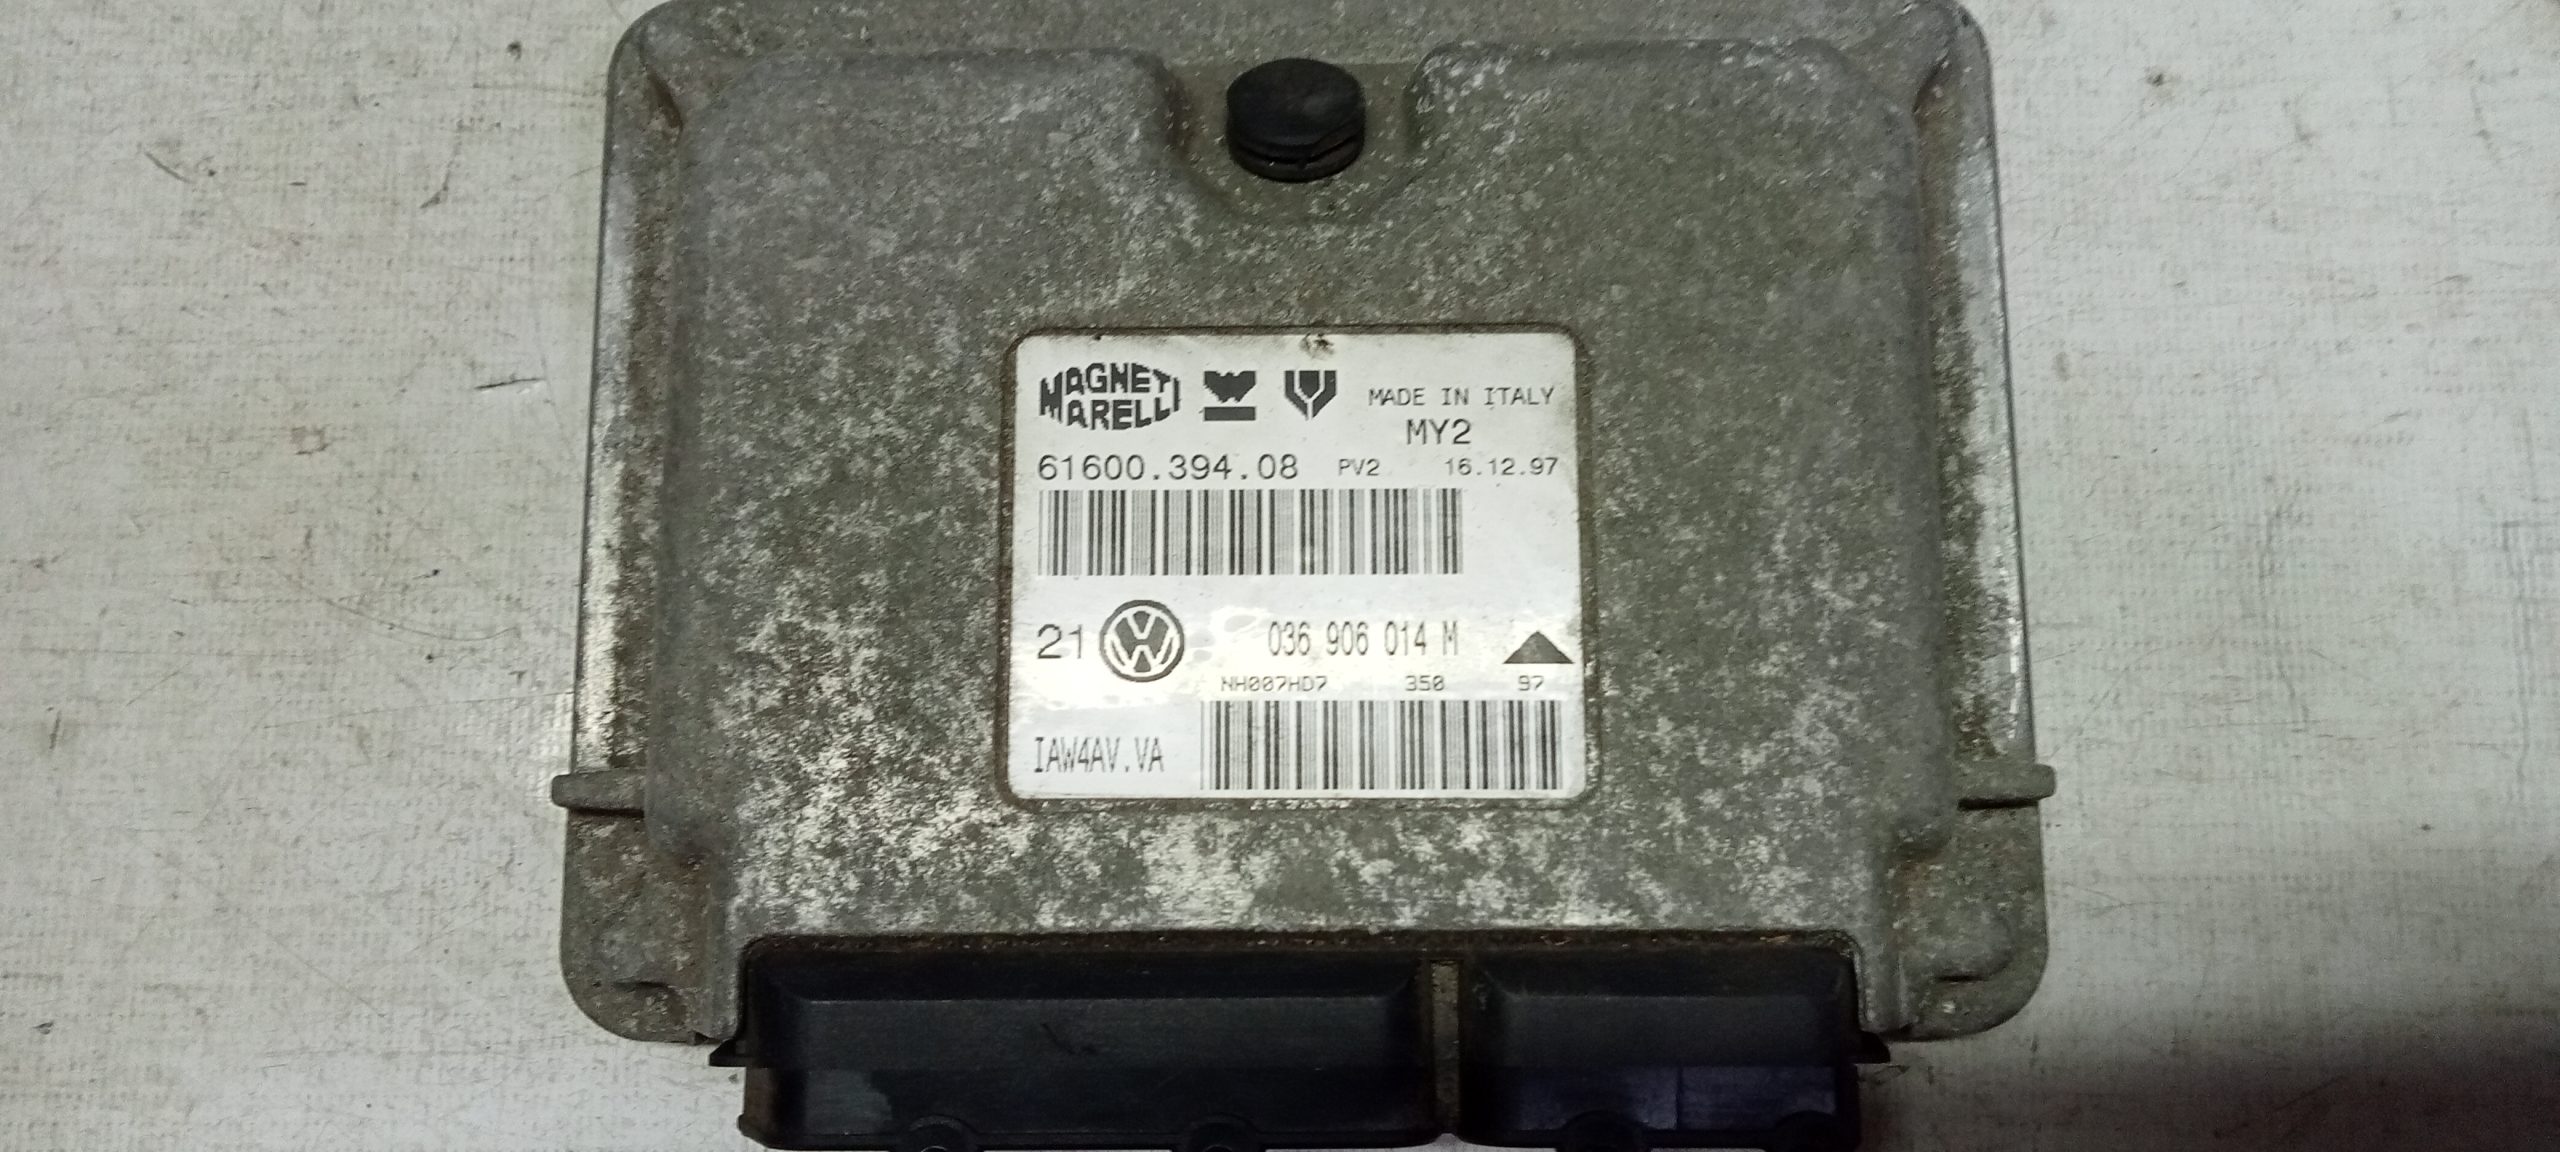 MAGNETI MARELLI MADE IN ITALY
MY2
61600.394.08 PV2 16.12.97
21 VW 036 906 014 M
NH007HD7 350 97
IAW4AV.VA